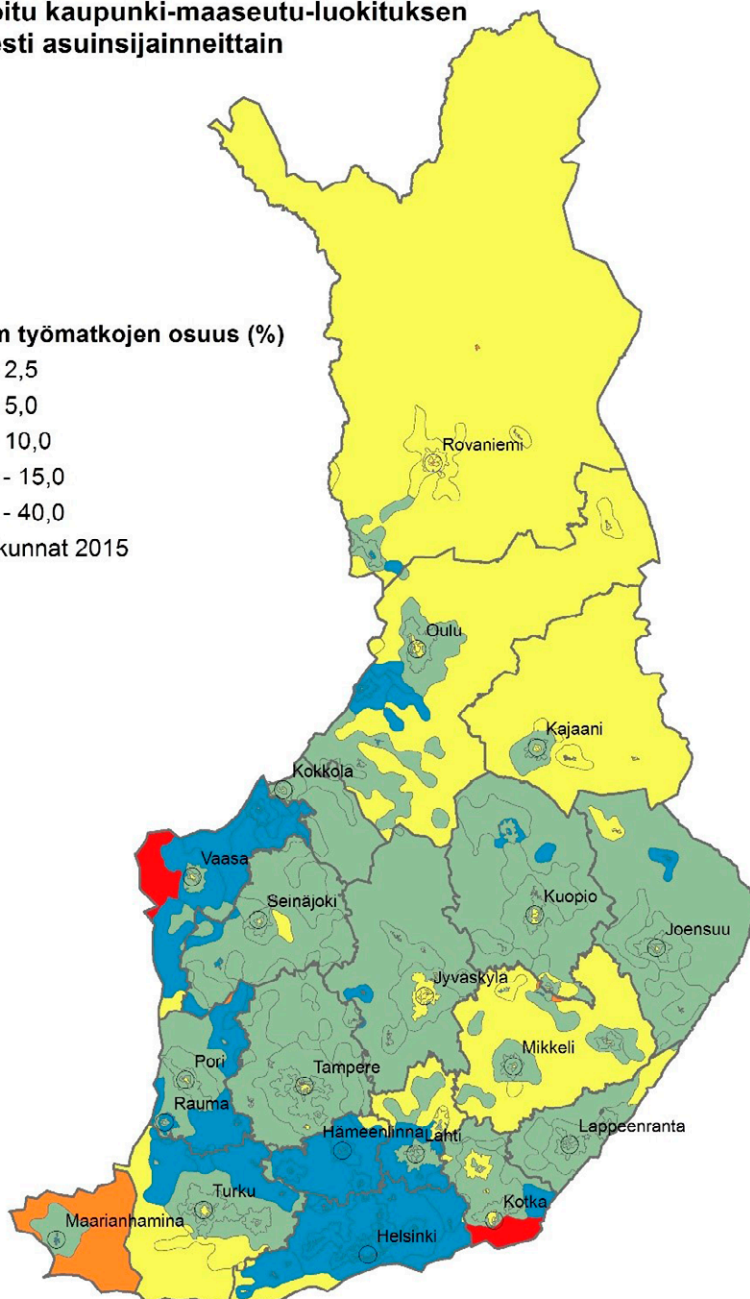 oitu kaupunki-maaseutu-luokituksen
esti asuinsijainneittain
n työmatkojen osuus (%)
2,5
5,0
10,0
- 15,0
- 40,0
kunnat 2015
Rovaniemi
Oulu
Kajaani
Kokkola
Vaasa
Kuopio
Seinäjoki
Joensuu
Jyväskylä
Mikkeli
Pori
Tampere
Rauma
Lappeenranta
Hämeenlinna
Lahti
Turku
Kotka
Maarianhamina
Helsinki